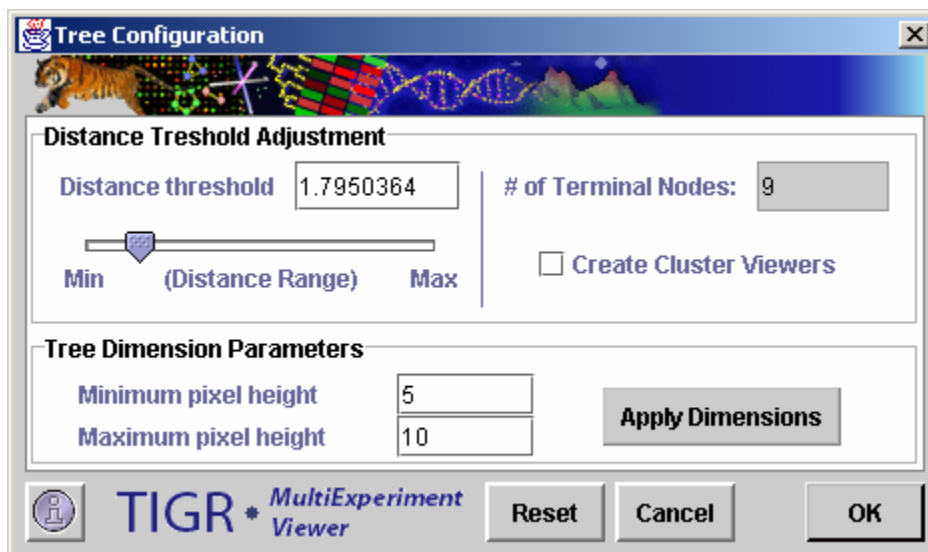 Tree Configuration
Distance Treshold Adjustment
Distance threshold 1.7950364 # of Terminal Nodes: 9
Create Cluster Viewers
Min (Distance Range) Max
Tree Dimension Parameters
Minimum pixel height 5
Apply Dimensions
Maximum pixel height 10
TIGR • MultiExperiment
Viewer
Reset Cancel OK